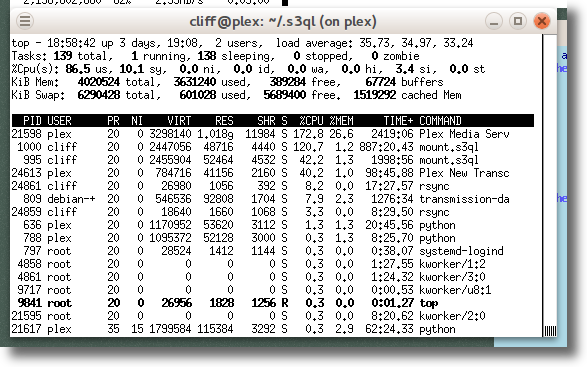 2,136,802,680 82% 2.55MB/s 0:03:00
cliff@plex: ~/.s3ql (on plex)
top - 18:58:42 up 3 days, 19:08, 2 users, load average: 35.73, 34.97, 33.24
Tasks: 139 total, 1 running, 138 sleeping, 0 stopped, 0 zombie
%Cpu(s): 86.5 us, 10.1 sy, 0.0 ni, 0.0 id, 0.0 wa, 0.0 hi, 3.4 si, 0.0 st
KiB Mem: 4020524 total, 3631240 used, 389284 free, 67724 buffers
KiB Swap: 6290428 total, 601028 used, 5689400 free. 1519292 cached Mem
PID USER PR NI VIRT RES SHR S %CPU %MEM TIME+ COMMAND
21598 plex 20 0 3298140 1.018g 11984 S 172.8 26.6 2419:06 Plex Media Serv
1000 cliff 20 0 2447056 48716 4440 S 120.7 1.2 887:20.43 mount.s3ql
995 cliff 20 0 2455904 52464 4532 S 42.2 1.3 1998:56 mount.s3ql
24613 plex 20 0 784716 41156 2160 S 40.2 1.0 98:45.88 Plex New Transc
24861 cliff 20 0 26980 1056 392 S 8.2 0.0 17:27.57 rsync
809 debian-+ 20 0 546536 92808 1704 S 7.9 2.3 1276:34 transmission-da
24859 cliff 20 0 18640 1660 1068 S 3.3 0.0 8:29.50 rsync
636 plex 20 0 1170952 53620 3112 S 1.3 1.3 20:45.56 python
788 plex 20 0 1095372 52128 3000 S 0.3 1.3 8:25.70 python
797 root 20 0 28524 1412 1144 S 0.3 0.0 0:38.07 systemd-logind
4858 root 20 0 0 0 0 S 0.3 0.0 1:27.55 kworker/1:2
4861 root 20 0 0 0 0 S 0.3 0.0 1:24.32 kworker/3:0
9717 root 20 0 0 0 0 S 0.3 0.0 0:00.53 kworker/u8:1
9841 root 20 0 26956 1828 1256 R 0.3 0.0 0:01.27 top
21595 root 20 0 0 0 0 S 0.3 0.0 8:20.62 kworker/2:0
21617 plex 35 15 1799584 115384 3292 S 0.3 2.9 62:24.33 python